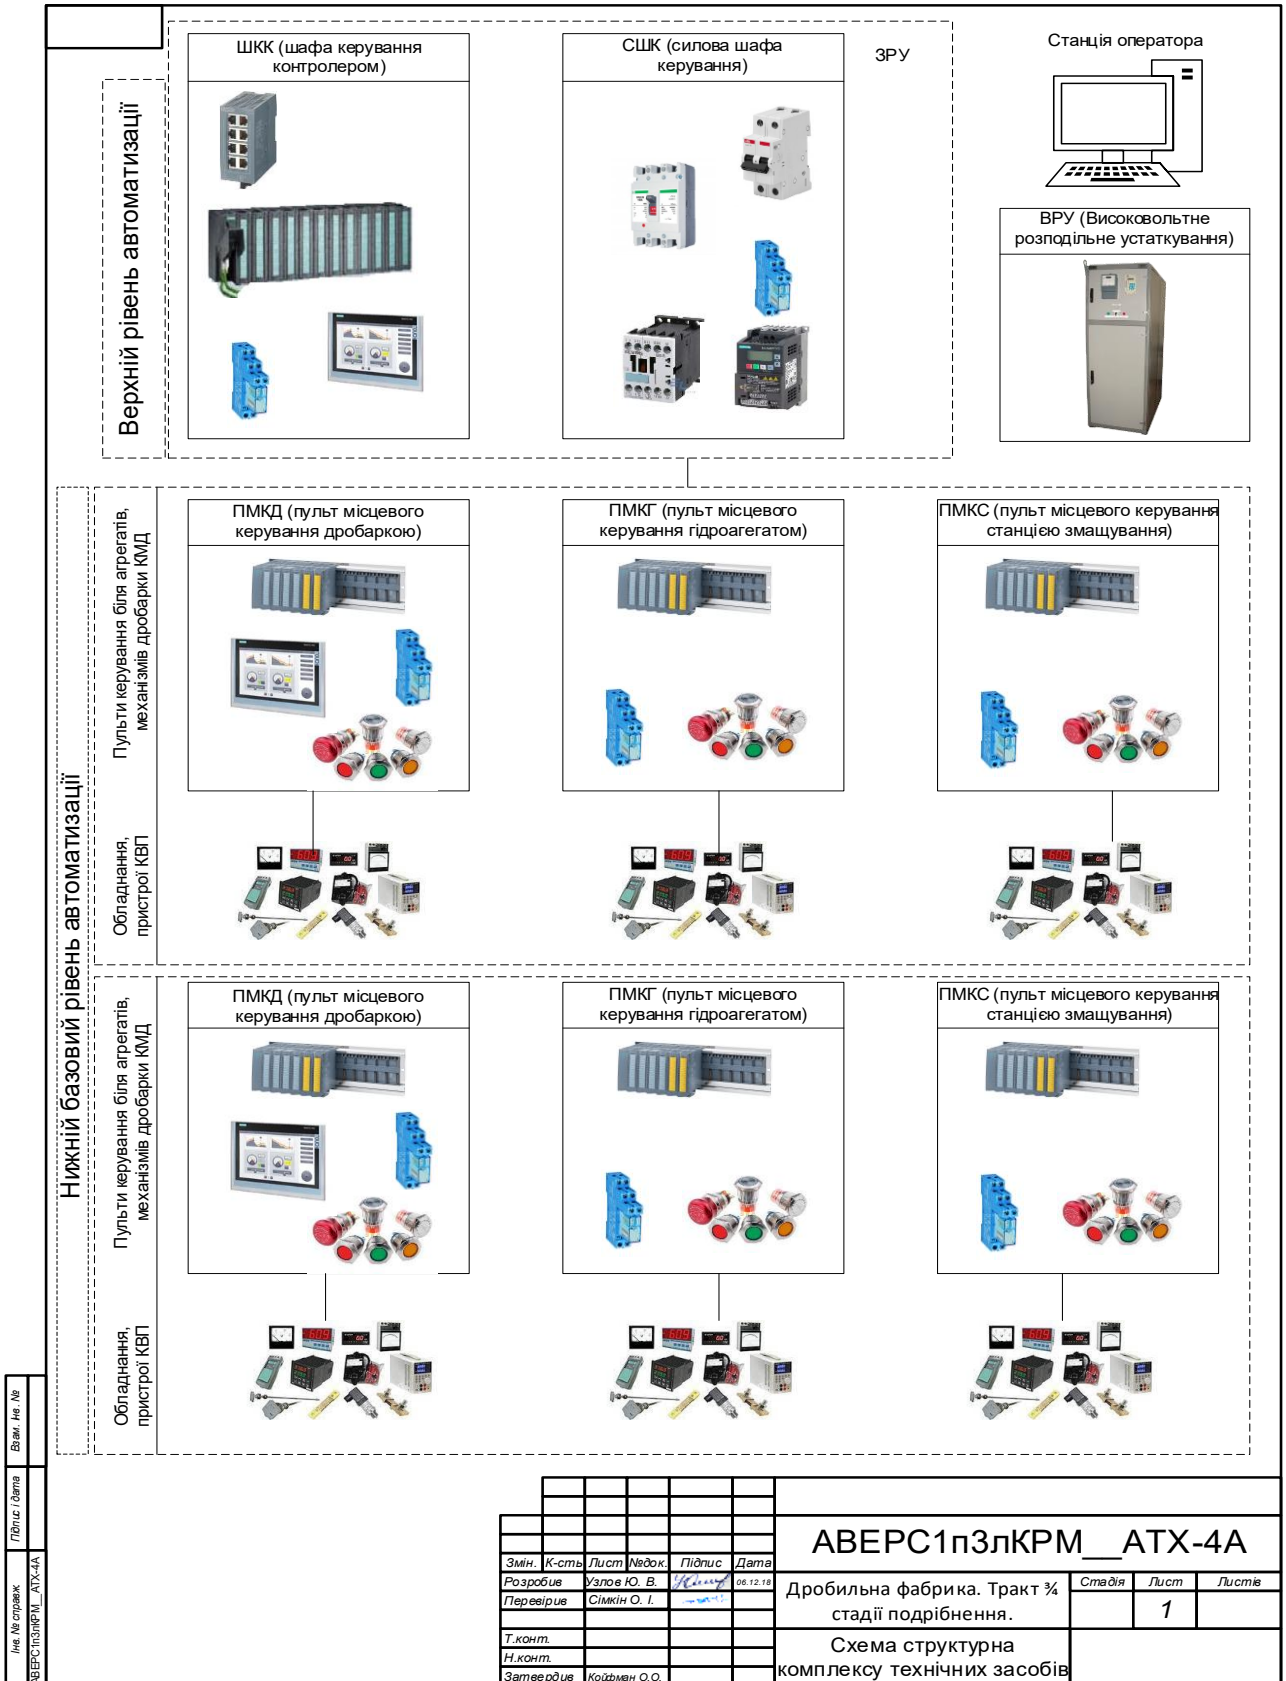 ШКК (шафа керування
контролером)
СШК (силова шафа
керування)
ЗРУ
Станція оператора
ВРУ (Високовольтне
розподільне устаткування)
Верхній рівень автоматизації
Нижній базовий рівень автоматизації
Пульти керування біля агрегатів,
механізмів дробарки КМД
ПМКД (пульт місцевого
керування дробаркою)
ПМКГ (пульт місцевого
керування гідроагегатом)
ПМКС (пульт місцевого керування
станцією змащування)
Обладнання,
пристрої КВП
Пульти керування біля агрегатів,
механізмів дробарки КМД
ПМКД (пульт місцевого
керування дробаркою)
ПМКГ (пульт місцевого
керування гідроагегатом)
ПМКС (пульт місцевого керування
станцією змащування)
Обладнання,
пристрої КВП
Взам. Нв. №
Підпис і дата
Інв. № справж
АВЕРС1п3лКРМ__АТХ-4А
АВЕРС1п3лКРМ__АТХ-4А
Змін. К-сть Лист №док. Підпис Дата
Розробив Узлов Ю. В. 06.12.18
Перевірив Сімкін О. І.
Т.конт.
Н.конт.
Затвердив Койфман О.О.
Дробильна фабрика. Тракт ¾
стадії подрібнення.
Стадія Лист Листів
1
Схема структурна
комплексу технічних засобів